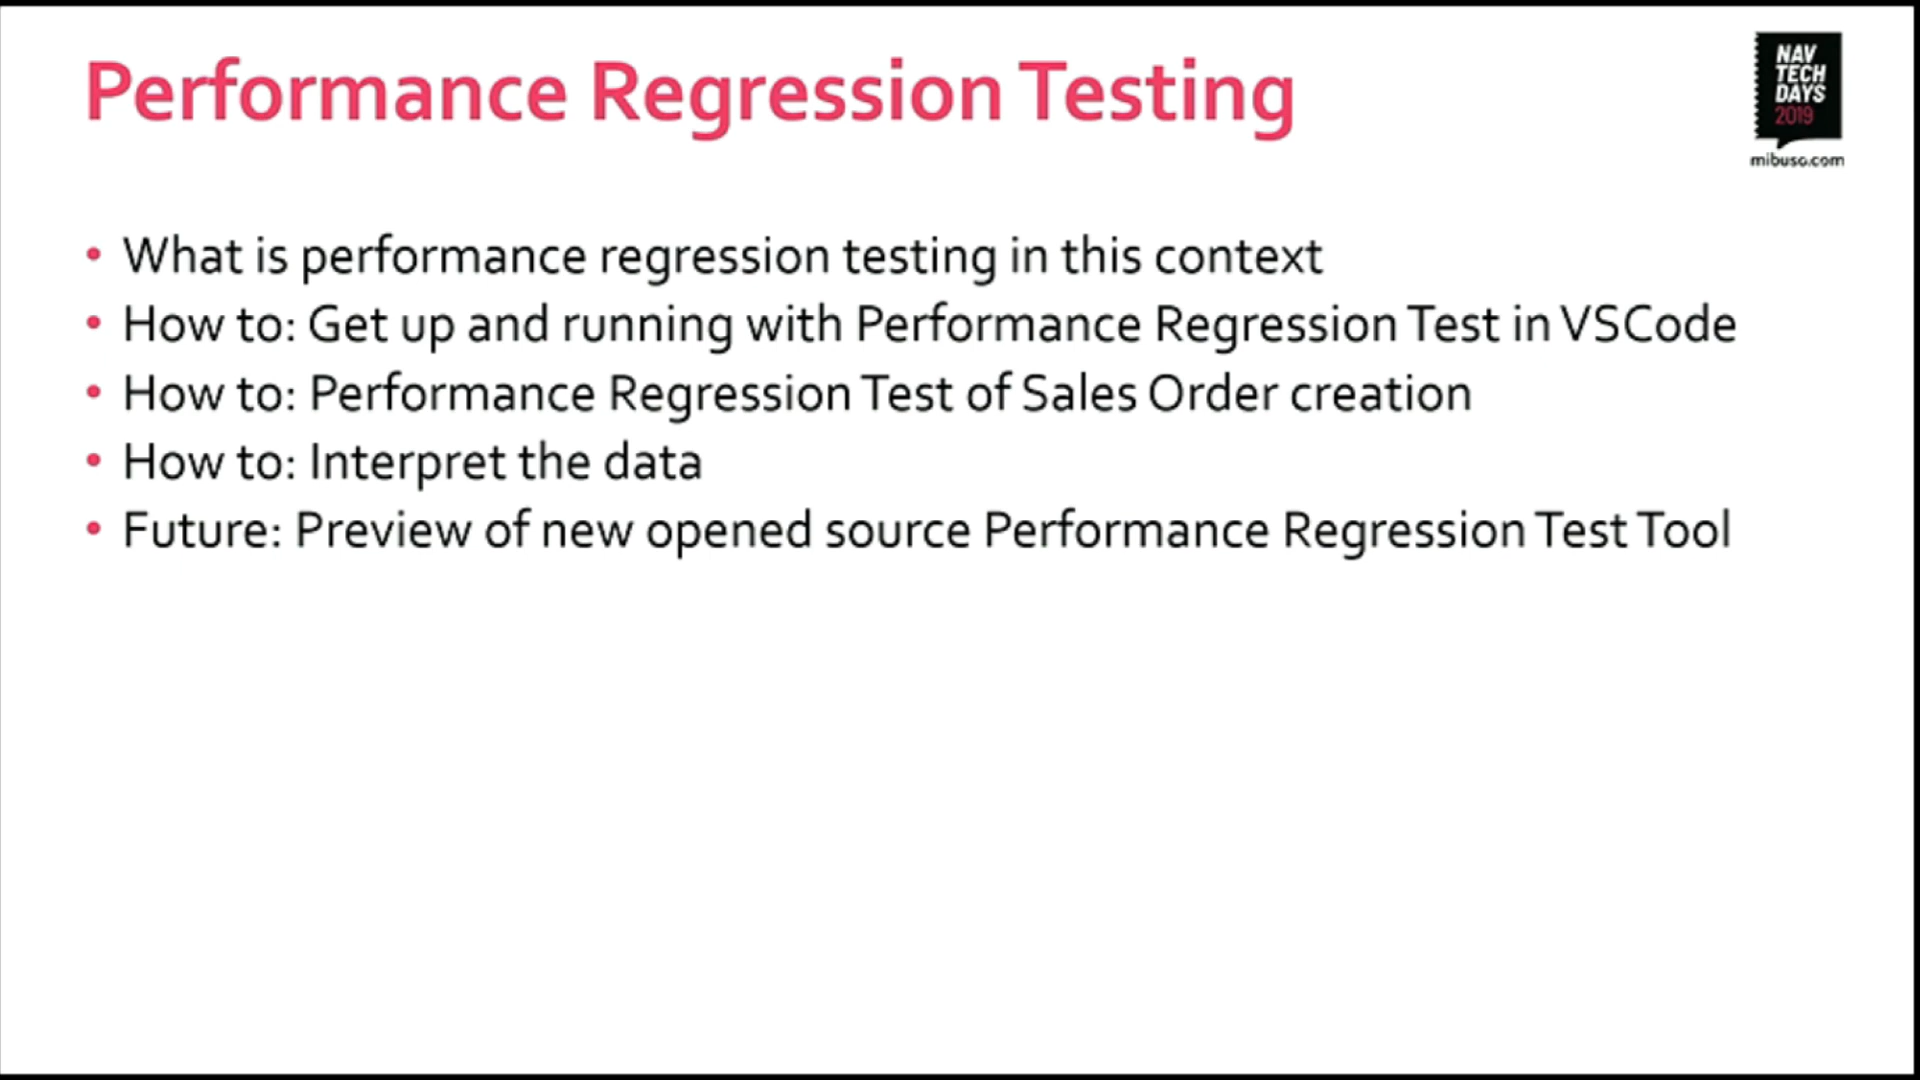 Performance Regression Testing
NAV
TECH
DAYS
2019
mibuso.com
• What is performance regression testing in this context
• How to: Get up and running with Performance Regression Test in VSCode
• How to: Performance Regression Test of Sales Order creation
• How to: Interpret the data
• Future: Preview of new opened source Performance Regression Test Tool